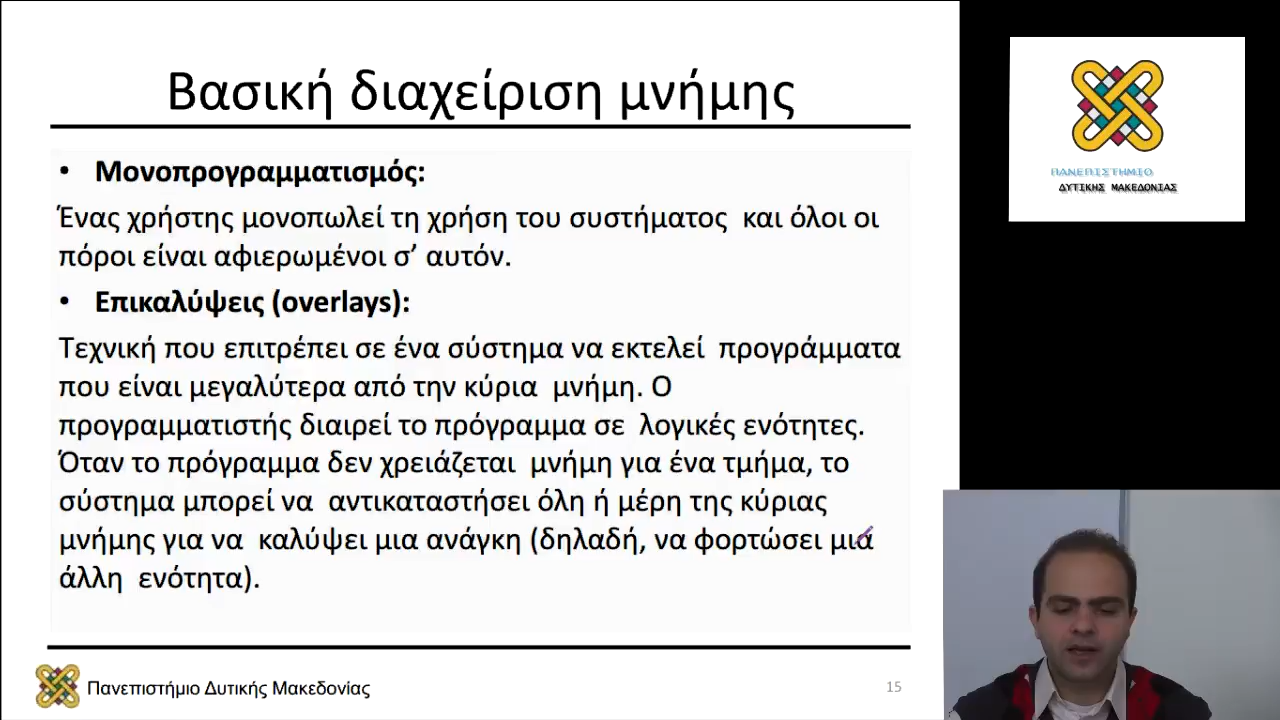 Βασική διαχείριση μνήμης
• Μονοπρογραμματισμός:
Ένας χρήστης μονοπωλεί τη χρήση του συστήματος και όλοι οι
πόροι είναι αφιερωμένοι σ’ αυτόν.
• Επικαλύψεις (overlays):
Τεχνική που επιτρέπει σε ένα σύστημα να εκτελεί προγράμματα
που είναι μεγαλύτερα από την κύρια μνήμη. Ο
προγραμματιστής διαιρεί το πρόγραμμα σε λογικές ενότητες.
Όταν το πρόγραμμα δεν χρειάζεται μνήμη για ένα τμήμα, το
σύστημα μπορεί να αντικαταστήσει όλη ή μέρη της κύριας
μνήμης για να καλύψει μια ανάγκη (δηλαδή, να φορτώσει μια
άλλη ενότητα).
Πανεπιστήμιο Δυτικής Μακεδονίας
15
ΠΑΝΕΠΙΣΤΗΜΙΟ
ΔΥΤΙΚΗΣ ΜΑΚΕΔΟΝΙΑΣ